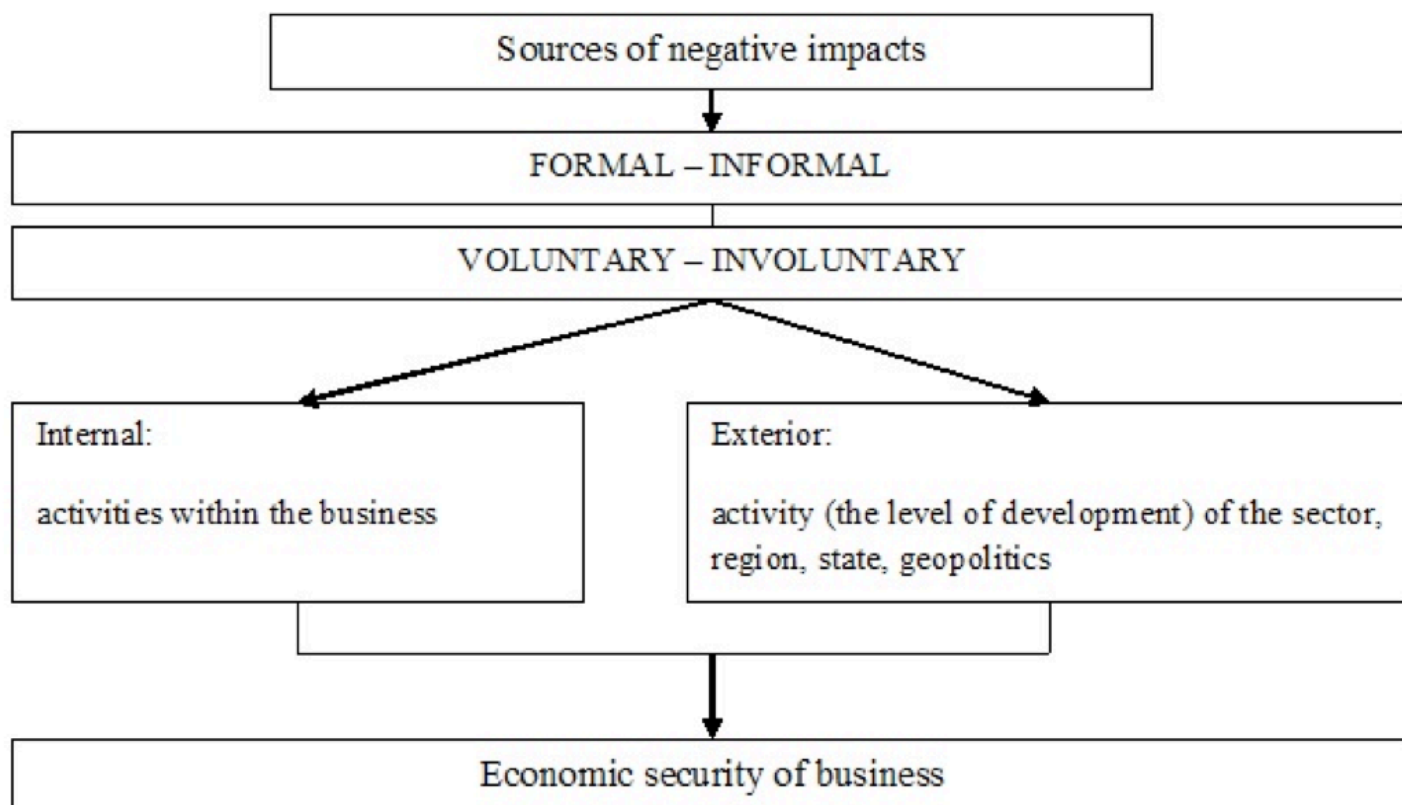 Sources of negative impacts
FORMAL – INFORMAL
VOLUNTARY – INVOLUNTARY
Internal:
activities within the business
Exterior:
activity (the level of development) of the sector,
region, state, geopolitics
Economic security of business